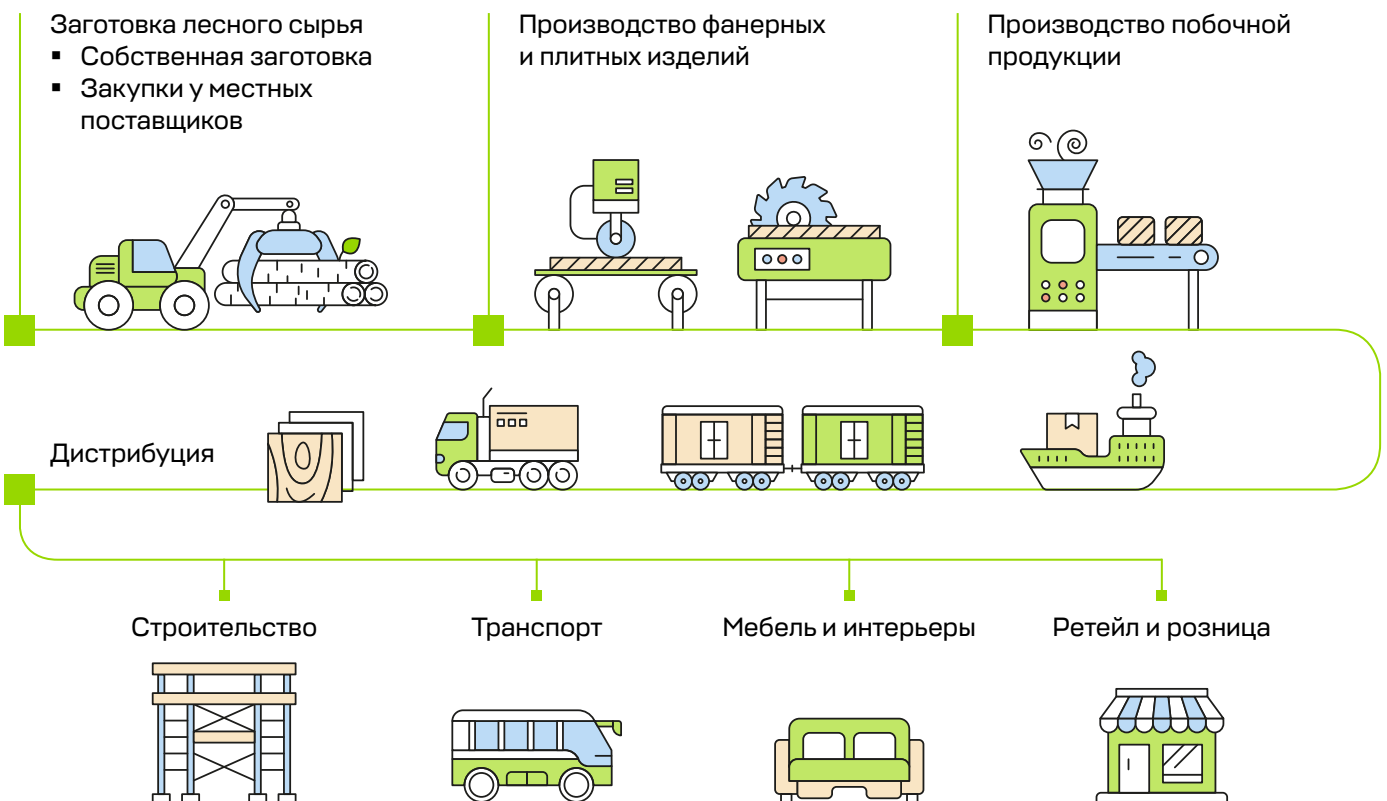 Заготовка лесного сырья
▪ Собственная заготовка
▪ Закупки у местных
поставщиков
Производство фанерных
и плитных изделий
Производство побочной
продукции
Дистрибуция
Строительство
Транспорт
Мебель и интерьеры
Ретейл и розница